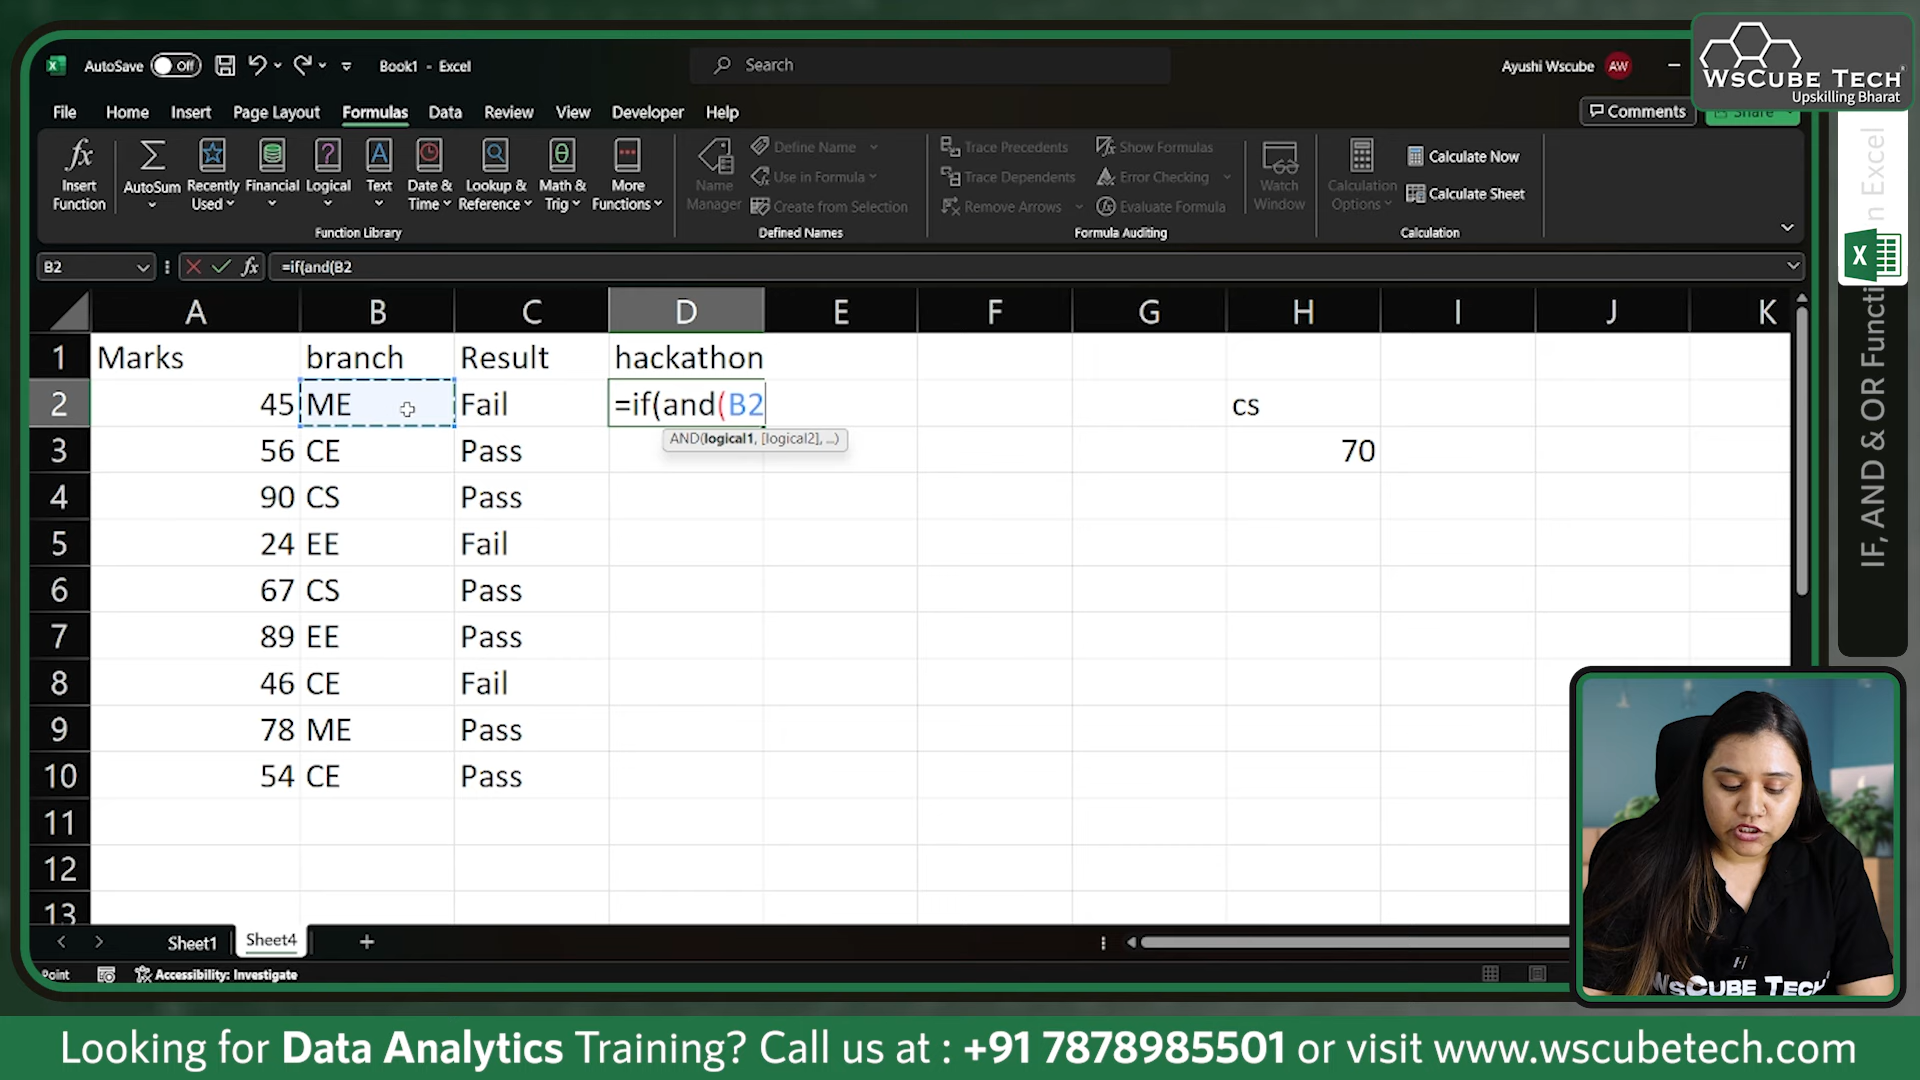 AutoSave Off Book1 - Excel Search Ayushi Wscube AW
WsCube Tech
Upskilling Bharat
File Home Insert Page Layout Formulas Data Review View Developer Help Comments Share
fx Insert Function
AutoSum
Recently Used
Financial
Logical
Text
Date & Time
Lookup & Reference
Math & Trig
More Functions
Function Library
Name Manager
Define Name
Use in Formula
Create from Selection
Defined Names
Trace Precedents
Trace Dependents
Remove Arrows
Show Formulas
Error Checking
Evaluate Formula
Formula Auditing
Watch Window
Calculation Options
Calculate Now
Calculate Sheet
Calculation
B2 fx =if(and(B2
A B C D E F G H I J K
1 Marks branch Result hackathon
2 45 ME Fail =if(and(B2 cs
AND(logical1, [logical2], ...)
3 56 CE Pass 70
4 90 CS Pass
5 24 EE Fail
6 67 CS Pass
7 89 EE Pass
8 46 CE Fail
9 78 ME Pass
10 54 CE Pass
11
12
13
Sheet1 Sheet4
Point Accessibility: Investigate
IF, AND & OR Functi n Excel
WsCube Tech
Looking for Data Analytics Training? Call us at : +91 7878985501 or visit www.wscubetech.com